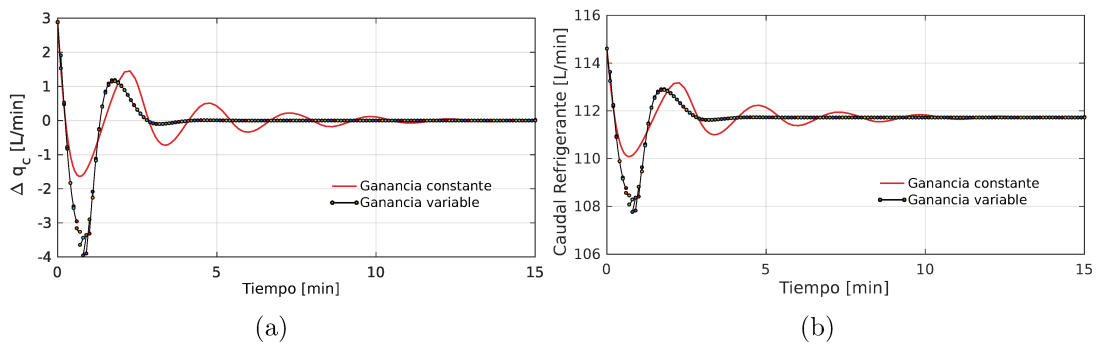 3
2
1
0
-1
-2
-3
-4
Δ q_c [L/min]
Ganancia constante
Ganancia variable
0
5
10
15
Tiempo [min]
(a)
116
114
112
110
108
106
Caudal Refrigerante [L/min]
Ganancia constante
Ganancia variable
0
5
10
15
Tiempo [min]
(b)